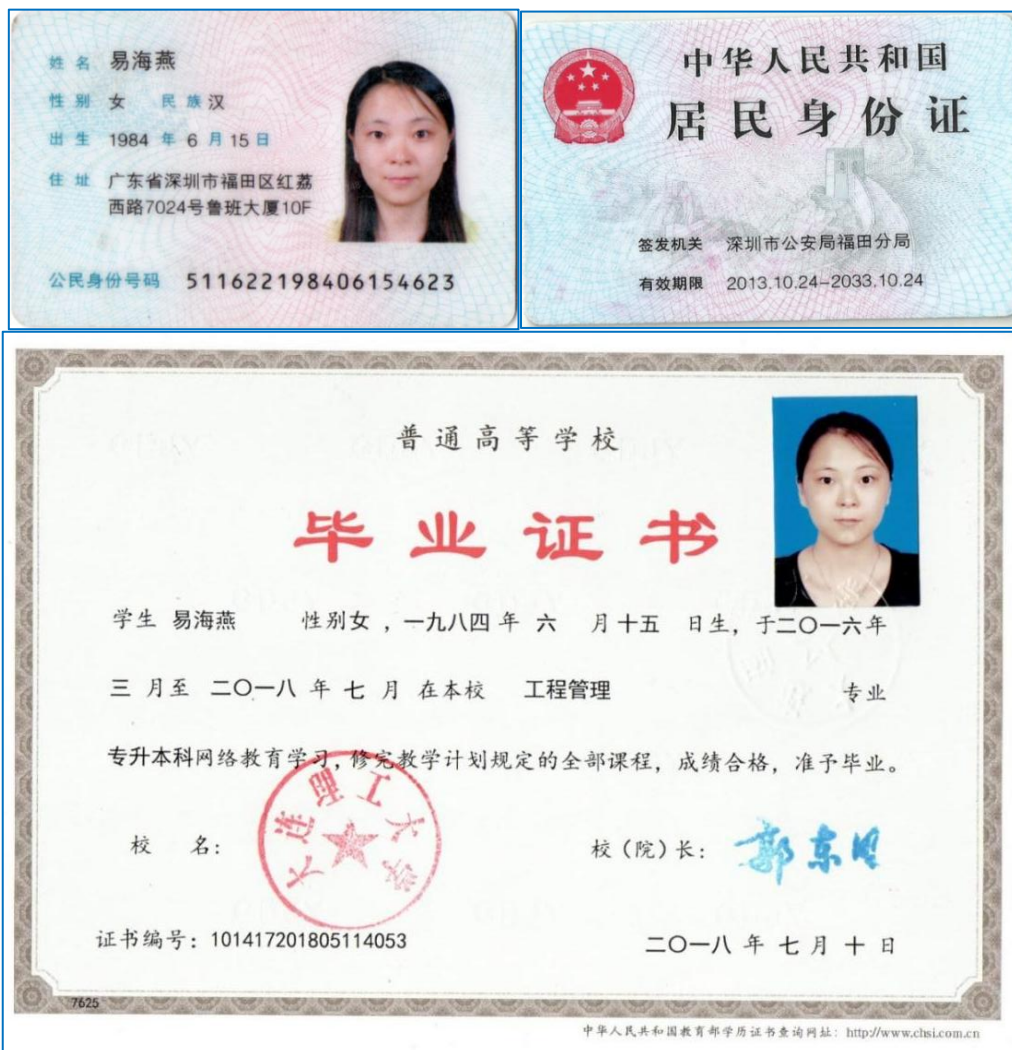 姓名 易海燕
性别 女 民族 汉
出生 1984 年 6 月 15 日
住址 广东省深圳市福田区红荔
西路7024号鲁班大厦10F
公民身份号码 511622198406154623
中华人民共和国
居民身份证
签发机关 深圳市公安局福田分局
有效期限 2013.10.24-2033.10.24
普通高等学校
毕业证书
学生 易海燕 性别女，一九八四年 六 月十五 日生，于二〇一六年
三 月至 二〇一八 年 七 月 在本校 工程管理 专业
专升本科网络教育学习，修完教学计划规定的全部课程，成绩合格，准予毕业。
大连理工大学
校 名： 校（院）长： 郭东明
证书编号：101417201805114053 二〇一八 年 七 月 十 日
7625
中华人民共和国教育部学历证书查询网址：http://www.chsi.com.cn